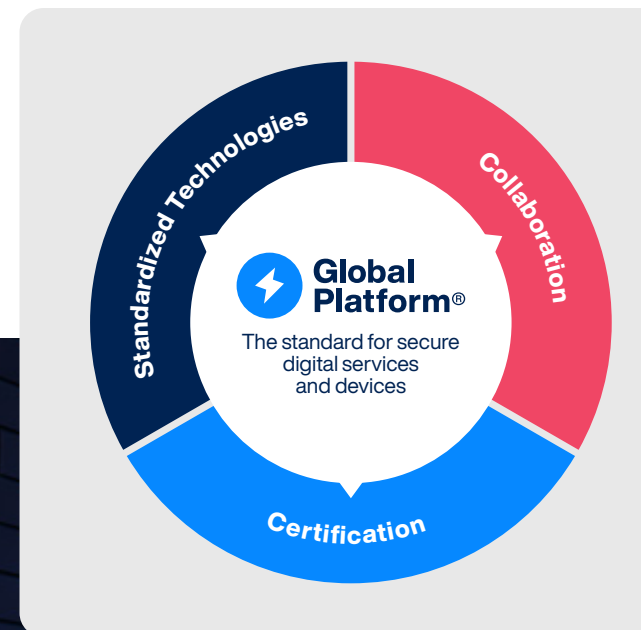 Standardized Technologies
Collaboration
Global
Platform®
The standard for secure
digital services
and devices
Certification